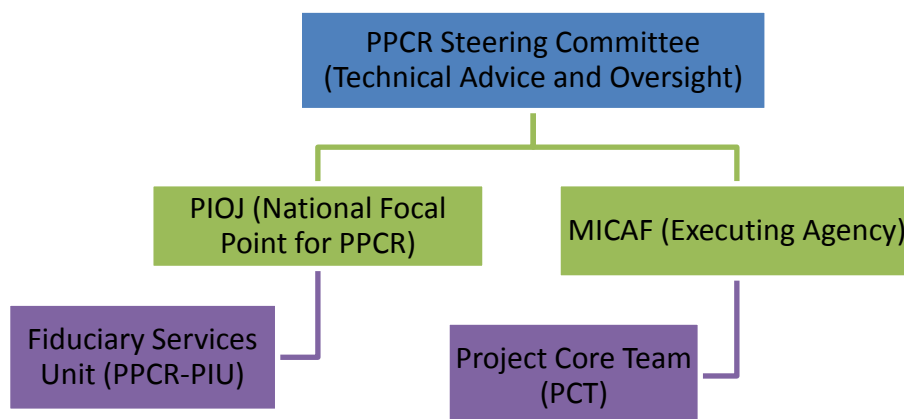 PPCR Steering Committee
(Technical Advice and Oversight)
PIOJ (National Focal
Point for PPCR)
MICAF (Executing Agency)
Fiduciary Services
Unit (PPCR-PIU)
Project Core Team
(PCT)